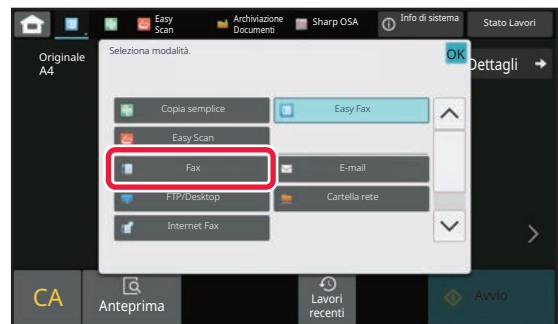 Easy
Scan
Archiviazione
Documenti
Sharp OSA
Info di sistema
Stato Lavori
Originale
A4
Seleziona modalità.
OK
Dettagli
Copia semplice
Easy Fax
Easy Scan
Fax
E-mail
FTP/Desktop
Cartella rete
Internet Fax
CA
Anteprima
Lavori
recenti
Avvio